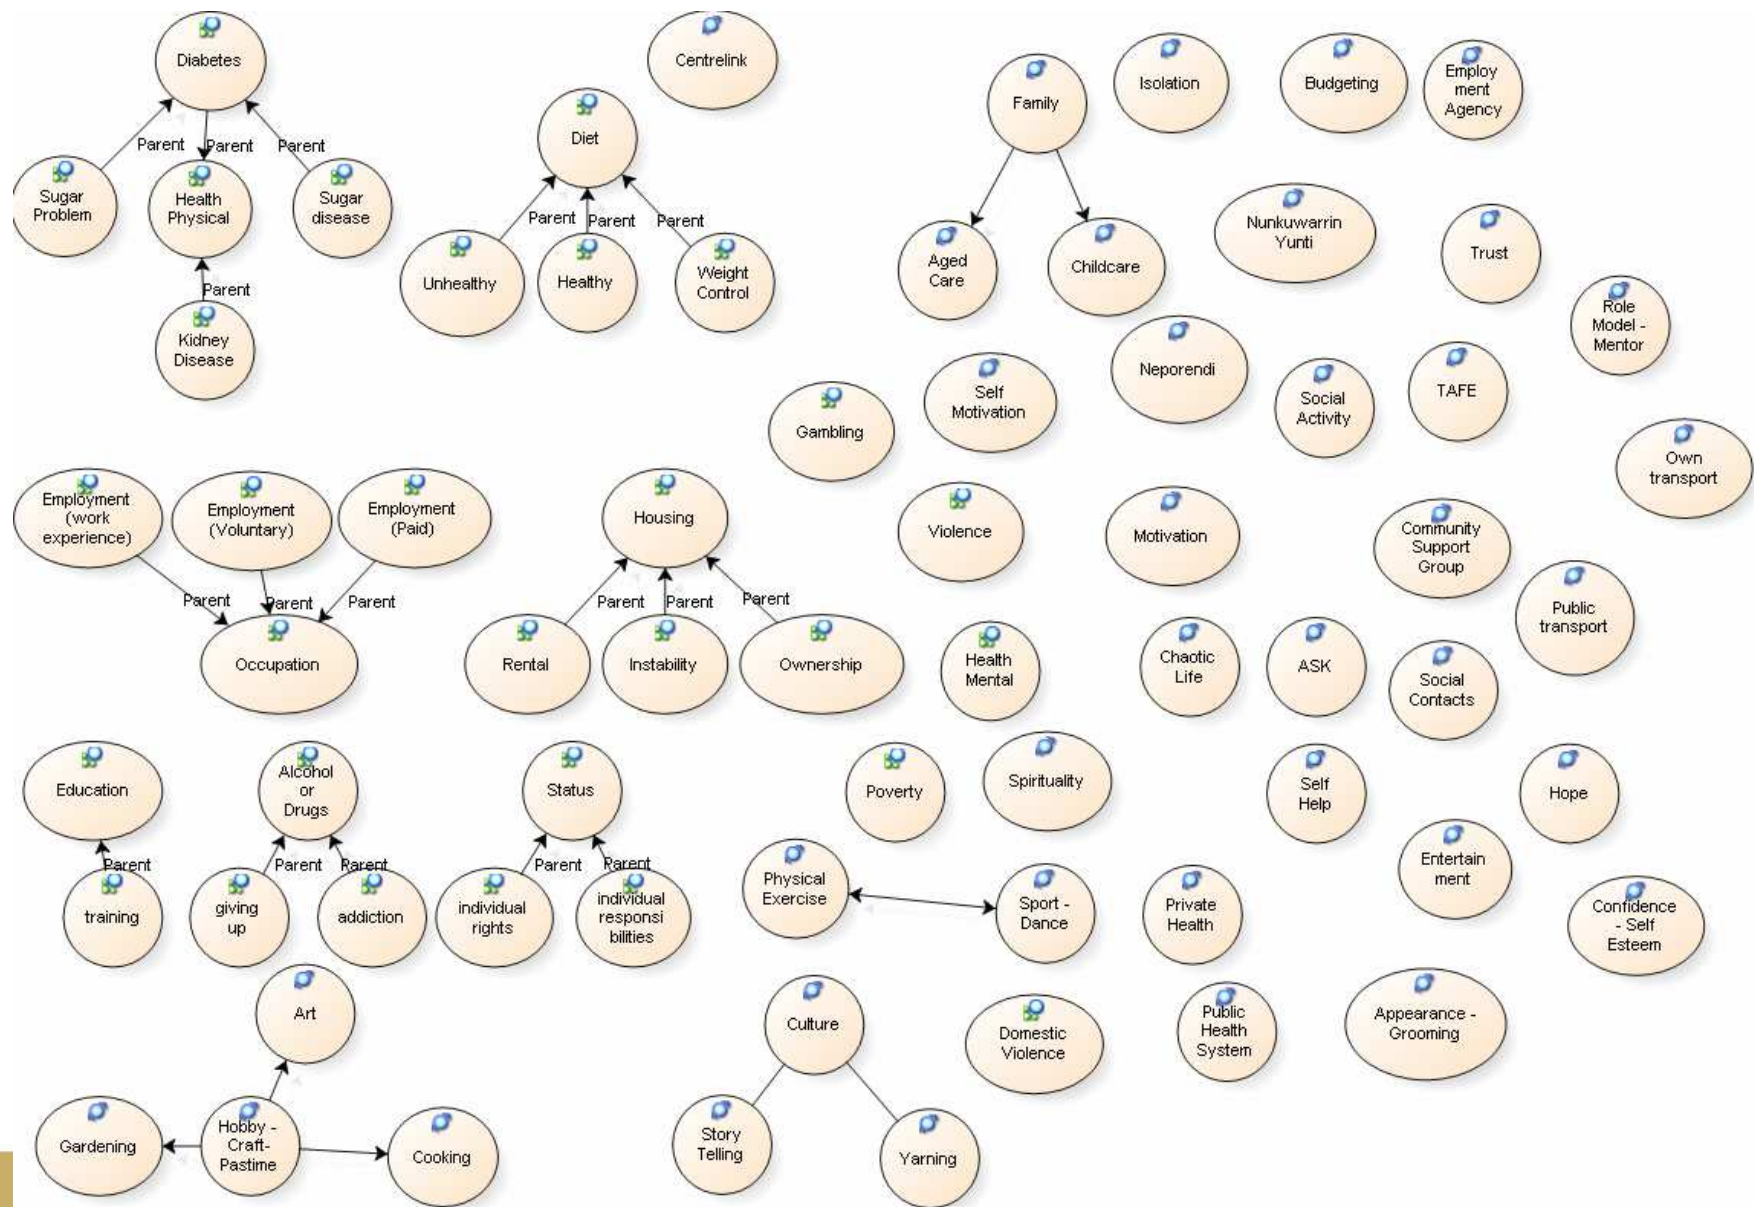 Diabetes
Centrelink
Family
Isolation
Budgeting
Employ
ment
Agency
Diet
Parent
Parent
Parent
Sugar
Problem
Health
Physical
Sugar
disease
Parent
Parent
Parent
Unhealthy
Healthy
Weight
Control
Aged
Care
Childcare
Nunkuwarrin
Yunti
Trust
Parent
Kidney
Disease
Role
Model -
Mentor
Neporendi
Self
Motivation
Social
Activity
TAFE
Gambling
Own
transport
Employment
(work
experience)
Employment
(Voluntary)
Employment
(Paid)
Housing
Violence
Motivation
Community
Support
Group
Parent
Parent
Parent
Parent
Parent
Parent
Public
transport
Occupation
Rental
Instability
Ownership
Health
Mental
Chaotic
Life
ASK
Social
Contacts
Education
Alcohol
or
Drugs
Status
Poverty
Spirituality
Self
Help
Hope
Parent
Parent
Parent
Parent
Parent
Entertain
ment
training
giving
up
addiction
individual
rights
individual
responsi
bilities
Physical
Exercise
Sport -
Dance
Private
Health
Confidence
- Self
Esteem
Art
Culture
Domestic
Violence
Public
Health
System
Appearance -
Grooming
Gardening
Hobby -
Craft-
Pastime
Cooking
Story
Telling
Yarning